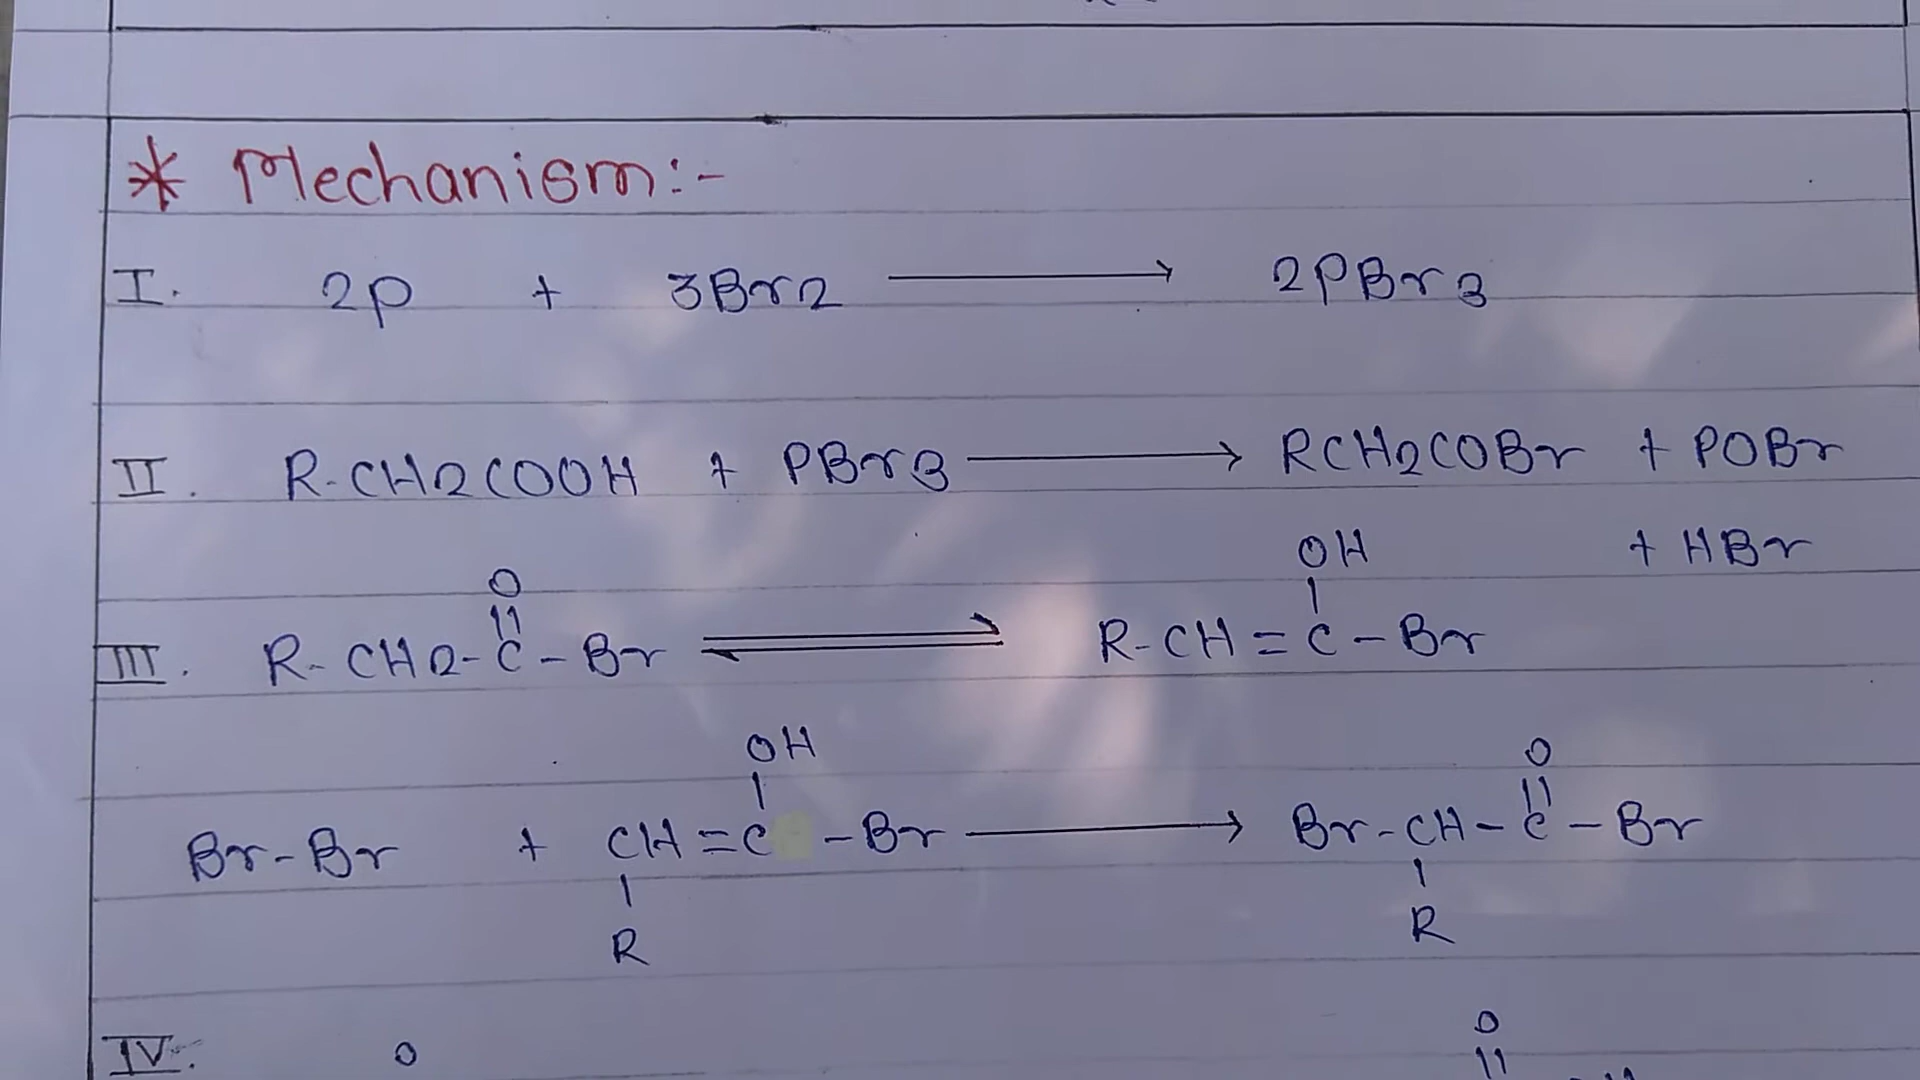 * Mechanism:-
I. 2P + 3Br2 ⟶ 2PBr3
II. R-CH2COOH + PBr3 ⟶ RCH2COBr + POBr
+ HBr
O OH
III. R-CH2-C-Br ⇌ R-CH=C-Br
OH O
Br-Br + CH=C-Br ⟶ Br-CH-C-Br
R R
IV. O O